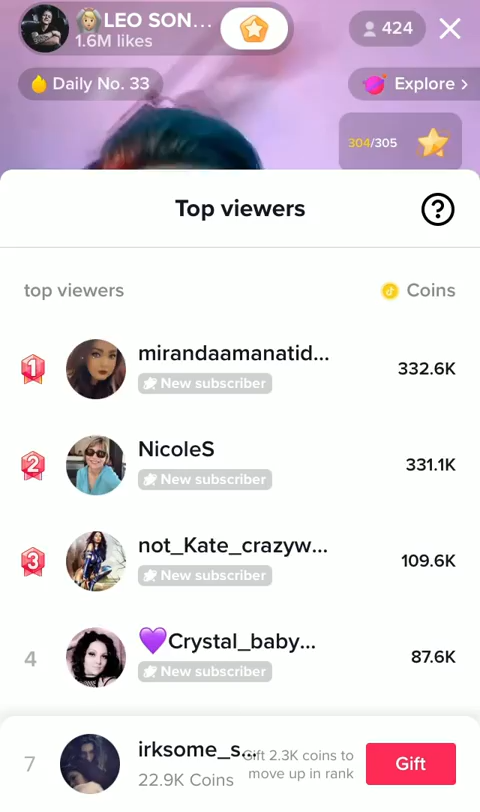 LEO SON...
1.6M likes
424
Daily No. 33
Explore >
304/305
Top viewers
?
top viewers
Coins
1
mirandaamanatid...
New subscriber
332.6K
2
NicoleS
New subscriber
331.1K
3
not_Kate_crazyw...
New subscriber
109.6K
4
💜Crystal_baby...
New subscriber
87.6K
7
irksome_s...
22.9K Coins
Gift 2.3K coins to
move up in rank
Gift